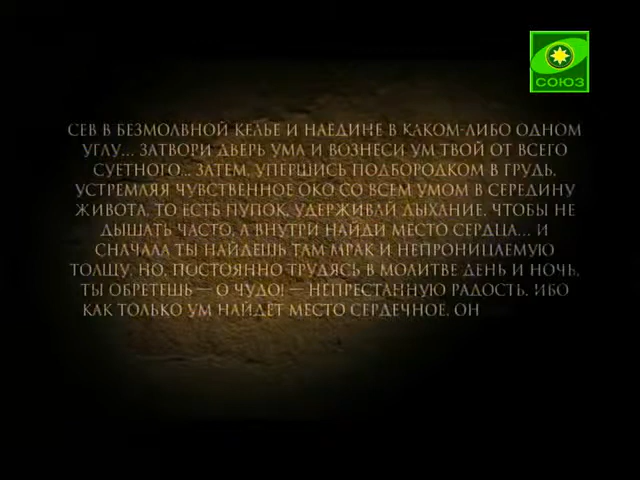 СОЮЗ
СЕВ В БЕЗМОЛВНОЙ КЕЛЬЕ И НАЕДИНЕ В КАКОМ-ЛИБО ОДНОМ
УГЛУ... ЗАТВОРИ ДВЕРЬ УМА И ВОЗНЕСИ УМ ТВОЙ ОТ ВСЕГО
СУЕТНОГО... ЗАТЕМ, УПЕРШИСЬ ПОДБОРОДКОМ В ГРУДЬ,
УСТРЕМЛЯЯ ЧУВСТВЕННОЕ ОКО СО ВСЕМ УМОМ В СЕРЕДИНУ
ЖИВОТА, ТО ЕСТЬ ПУПОК, УДЕРЖИВАЙ ДЫХАНИЕ, ЧТОБЫ НЕ
ДЫШАТЬ ЧАСТО, А ВНУТРИ НАЙДИ МЕСТО СЕРДЦА... И
СНАЧАЛА ТЫ НАЙДЕШЬ ТАМ МРАК И НЕПРОНИЦАЕМУЮ
ТОЛЩУ, НО, ПОСТОЯННО ТРУДЯСЬ В МОЛИТВЕ ДЕНЬ И НОЧЬ,
ТЫ ОБРЕТЕШЬ — О ЧУДО! — НЕПРЕСТАННУЮ РАДОСТЬ. ИБО
КАК ТОЛЬКО УМ НАЙДЕТ МЕСТО СЕРДЕЧНОЕ, ОН